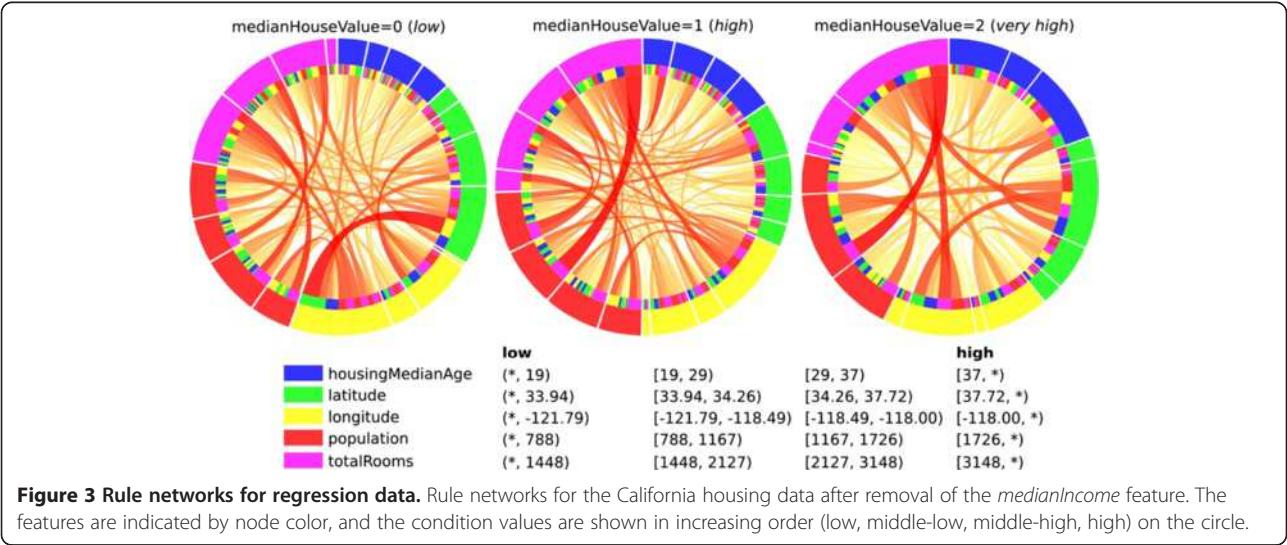 medianHouseValue=0 (low) medianHouseValue=1 (high) medianHouseValue=2 (very high)
low high
housingMedianAge (*, 19) [19, 29) [29, 37) [37, *)
latitude (*, 33.94) [33.94, 34.26) [34.26, 37.72) [37.72, *)
longitude (*, -121.79) [-121.79, -118.49) [-118.49, -118.00) [-118.00, *)
population (*, 788) [788, 1167) [1167, 1726) [1726, *)
totalRooms (*, 1448) [1448, 2127) [2127, 3148) [3148, *)
Figure 3 Rule networks for regression data. Rule networks for the California housing data after removal of the medianIncome feature. The
features are indicated by node color, and the condition values are shown in increasing order (low, middle-low, middle-high, high) on the circle.